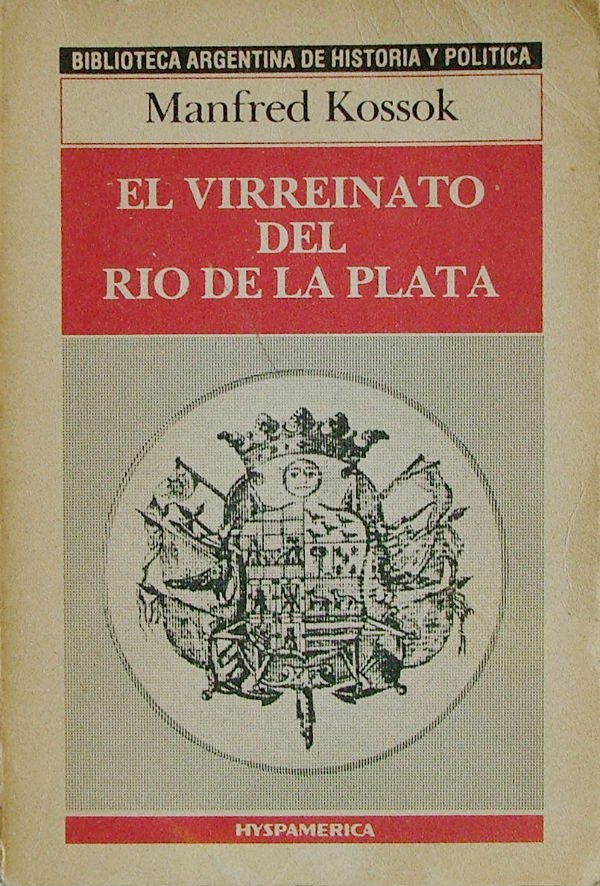 BIBLIOTECA ARGENTINA DE HISTORIA Y POLITICA
Manfred Kossok
EL VIRREINATO
DEL
RIO DE LA PLATA
HYSPAMERICA